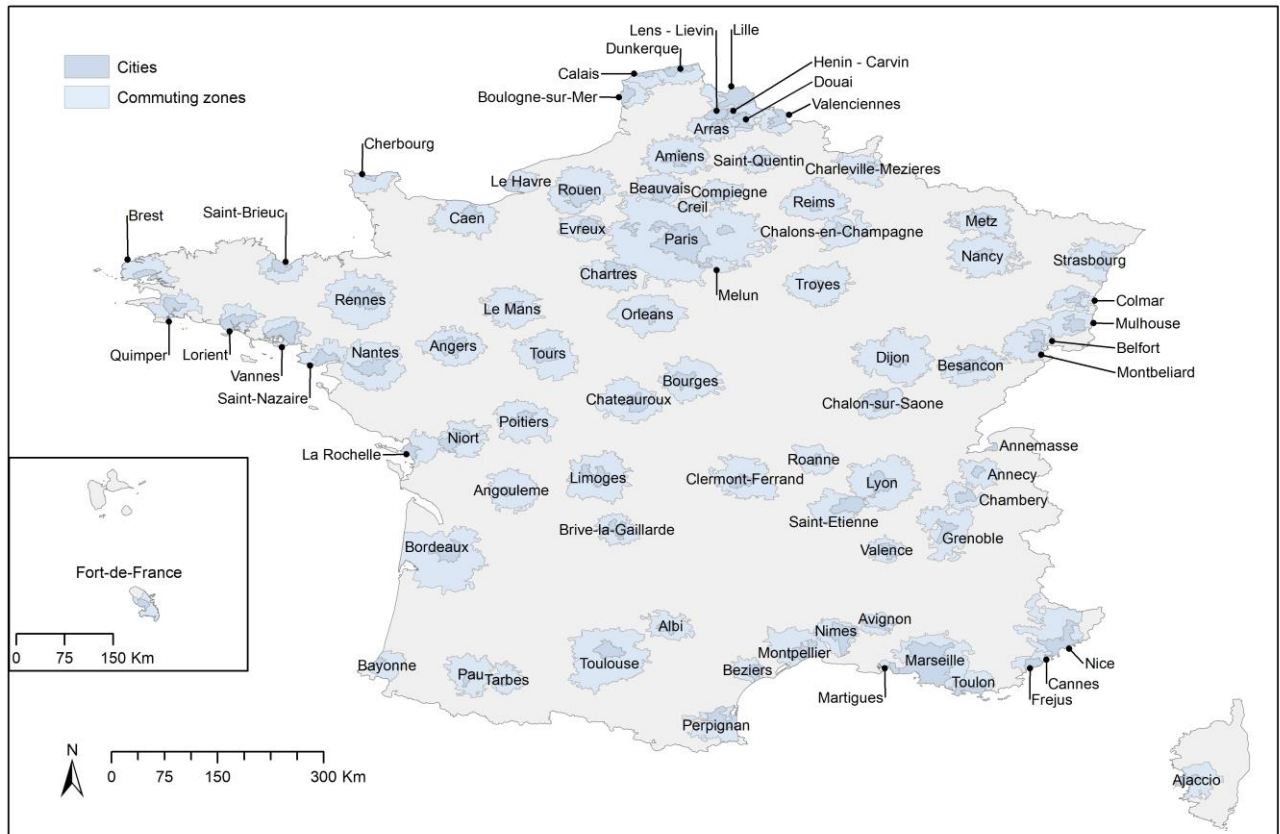 Cities
Commuting zones
Lens - Lievin
Lille
Dunkerque
Henin - Carvin
Calais
Douai
Boulogne-sur-Mer
Valenciennes
Arras
Cherbourg
Amiens
Saint-Quentin
Charleville-Mezieres
Le Havre
Rouen
Beauvais
Compiegne
Creil
Reims
Brest
Saint-Brieuc
Caen
Evreux
Paris
Chalons-en-Champagne
Metz
Nancy
Strasbourg
Chartres
Melun
Troyes
Rennes
Le Mans
Orleans
Colmar
Mulhouse
Quimper
Lorient
Vannes
Saint-Nazaire
Nantes
Angers
Tours
Dijon
Besancon
Belfort
Montbeliard
Bourges
Chateauroux
Chalon-sur-Saone
Poitiers
Niort
La Rochelle
Annemasse
Roanne
Annecy
Angouleme
Limoges
Clermont-Ferrand
Lyon
Chambery
Saint-Etienne
Brive-la-Gaillarde
Grenoble
Bordeaux
Valence
Fort-de-France
0 75 150 Km
Albi
Avignon
Nimes
Bayonne
Pau
Tarbes
Toulouse
Montpellier
Beziers
Marseille
Toulon
Nice
Martigues
Cannes
Frejus
Perpignan
N
0 75 150 300 Km
Ajaccio